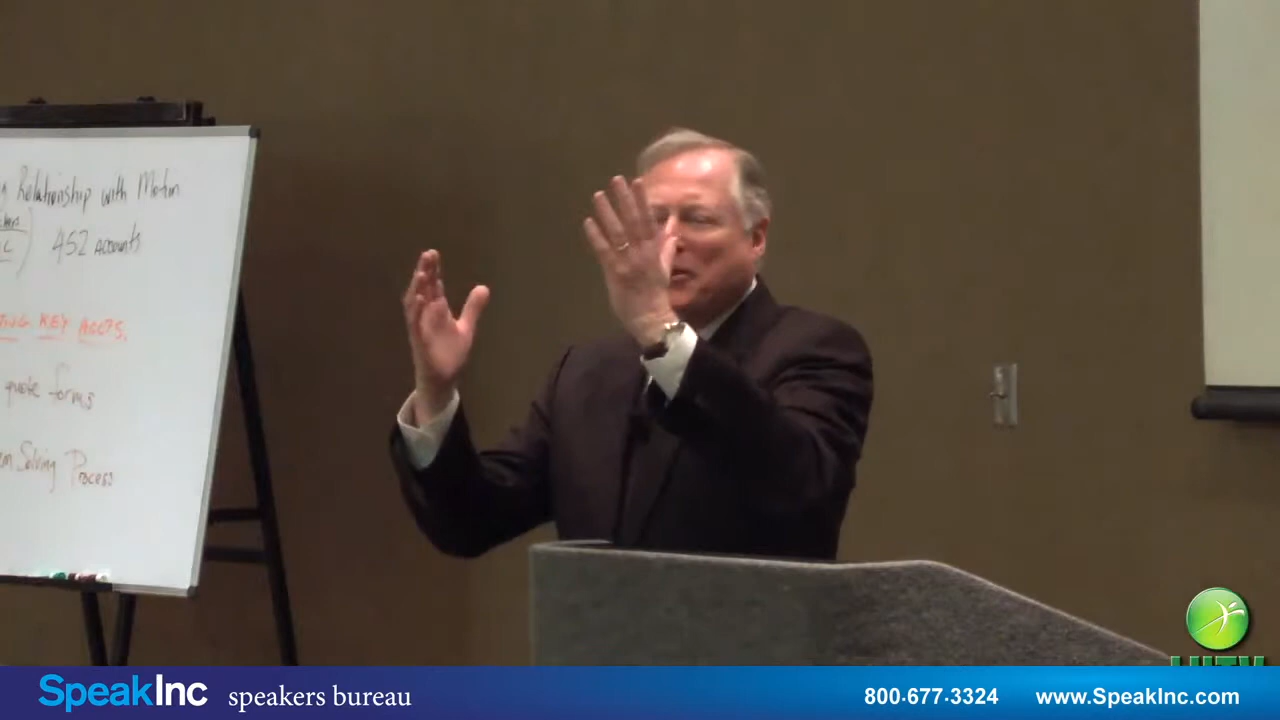 Relationship with Motion
452 Accounts
KEY ACCTS.
quote forms
Solving Process
SpeakInc speakers bureau 800-677-3324 www.SpeakInc.com